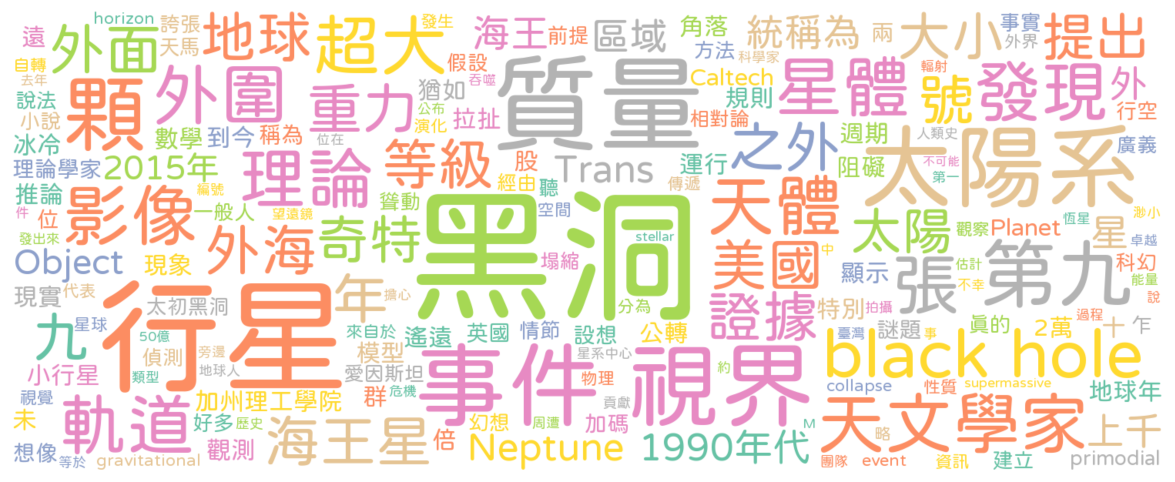 horizon
誇張
發生
遠
天馬
外面
地球
超大
海王
前提
區域
角落
統稱為
兩
大小
事實
外界
提出
自轉
去年
方法
科學家
吞噬
假設
Caltech
輻射
說法
小說
顆
外圍
重力
公布
演化
猶如
質量
規則
星體
號
發現
外
行空
冰冷
數學
到今
稱為
位在
拉扯
相對論
人類史
廣義
理論學家
2015年
理論
等級
股
Trans
運行
之外
週期
阻礙
不可能
第一
太陽系
推論
編號
經由
聽
傳遞
件
位
影像
一般人
望遠鏡
聳動
空間
天體
太陽
觀察
Planet
恆星
渺小
發出來
外海
奇特
黑洞
stellar
美國
星
卓越
Object
現象
塌縮
顯示
張
估計
第九
科幻
現實
代表
太初黑洞
年
擔心
分為
不幸
能量
行星
證據
特別
拍攝
說
九
星球
50億
來自於
遙遠
英國
情節
設想
公轉
臺灣
事
謎題
真的
2萬
過程
十
乍
偵測
旁邊
模型
星系中心
約
black hole
小行星
類型
地球人
愛因斯坦
事件
視界
物理
視覺
加州理工學院
群
危機
貢獻
collapse
性質
supermassive
地球年
未
軌道
好多
歷史
海王星
倍
幻想
周遭
加碼
M
天文學家
上千
想像
等於
gravitational
觀測
Neptune
1990年代
略
團隊
event
資訊
建立
primodial
中